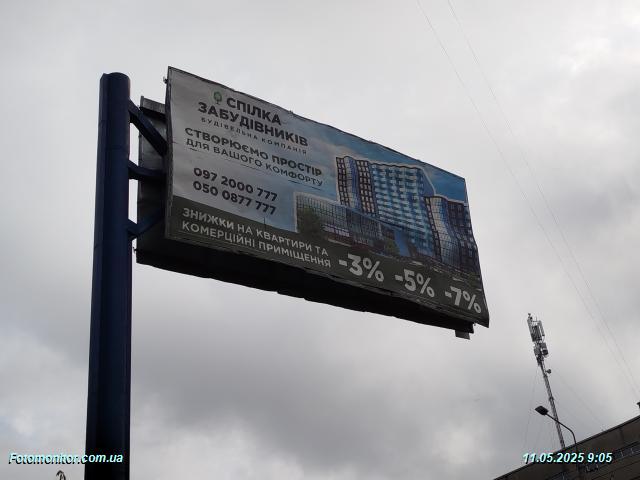 СПІЛКА
ЗАБУДІВНИКІВ
БУДІВЕЛЬНА КОМПАНІЯ
СТВОРЮЄМО ПРОСТІР
ДЛЯ ВАШОГО КОМФОРТУ
097 2000 777
050 0877 777
ЗНИЖКИ НА КВАРТИРИ ТА
КОМЕРЦІЙНІ ПРИМІЩЕННЯ
-3% -5% -7%
Fotomonitor.com.ua
11.05.2025 9:05